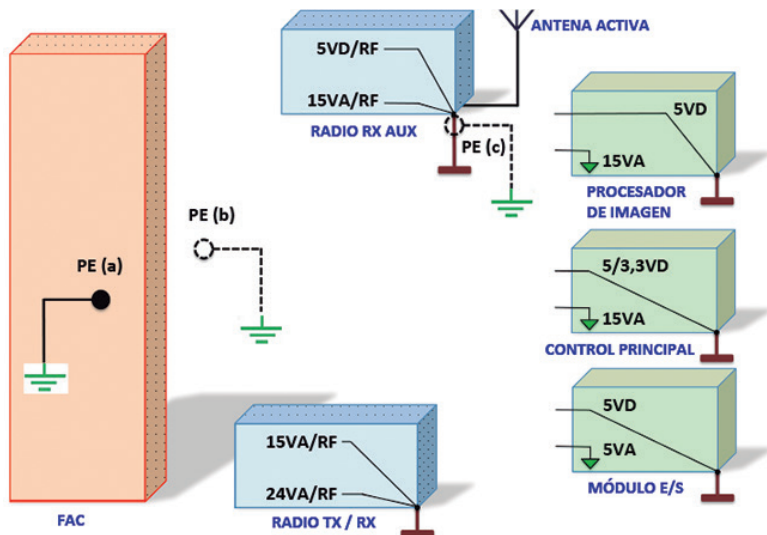 ANTENA ACTIVA
5VD/RF
15VA/RF
RADIO RX AUX
PE (c)
5VD
15VA
PROCESADOR
DE IMAGEN
PE (b)
PE (a)
5/3,3VD
15VA
CONTROL PRINCIPAL
5VD
5VA
MÓDULO E/S
15VA/RF
24VA/RF
RADIO TX / RX
FAC